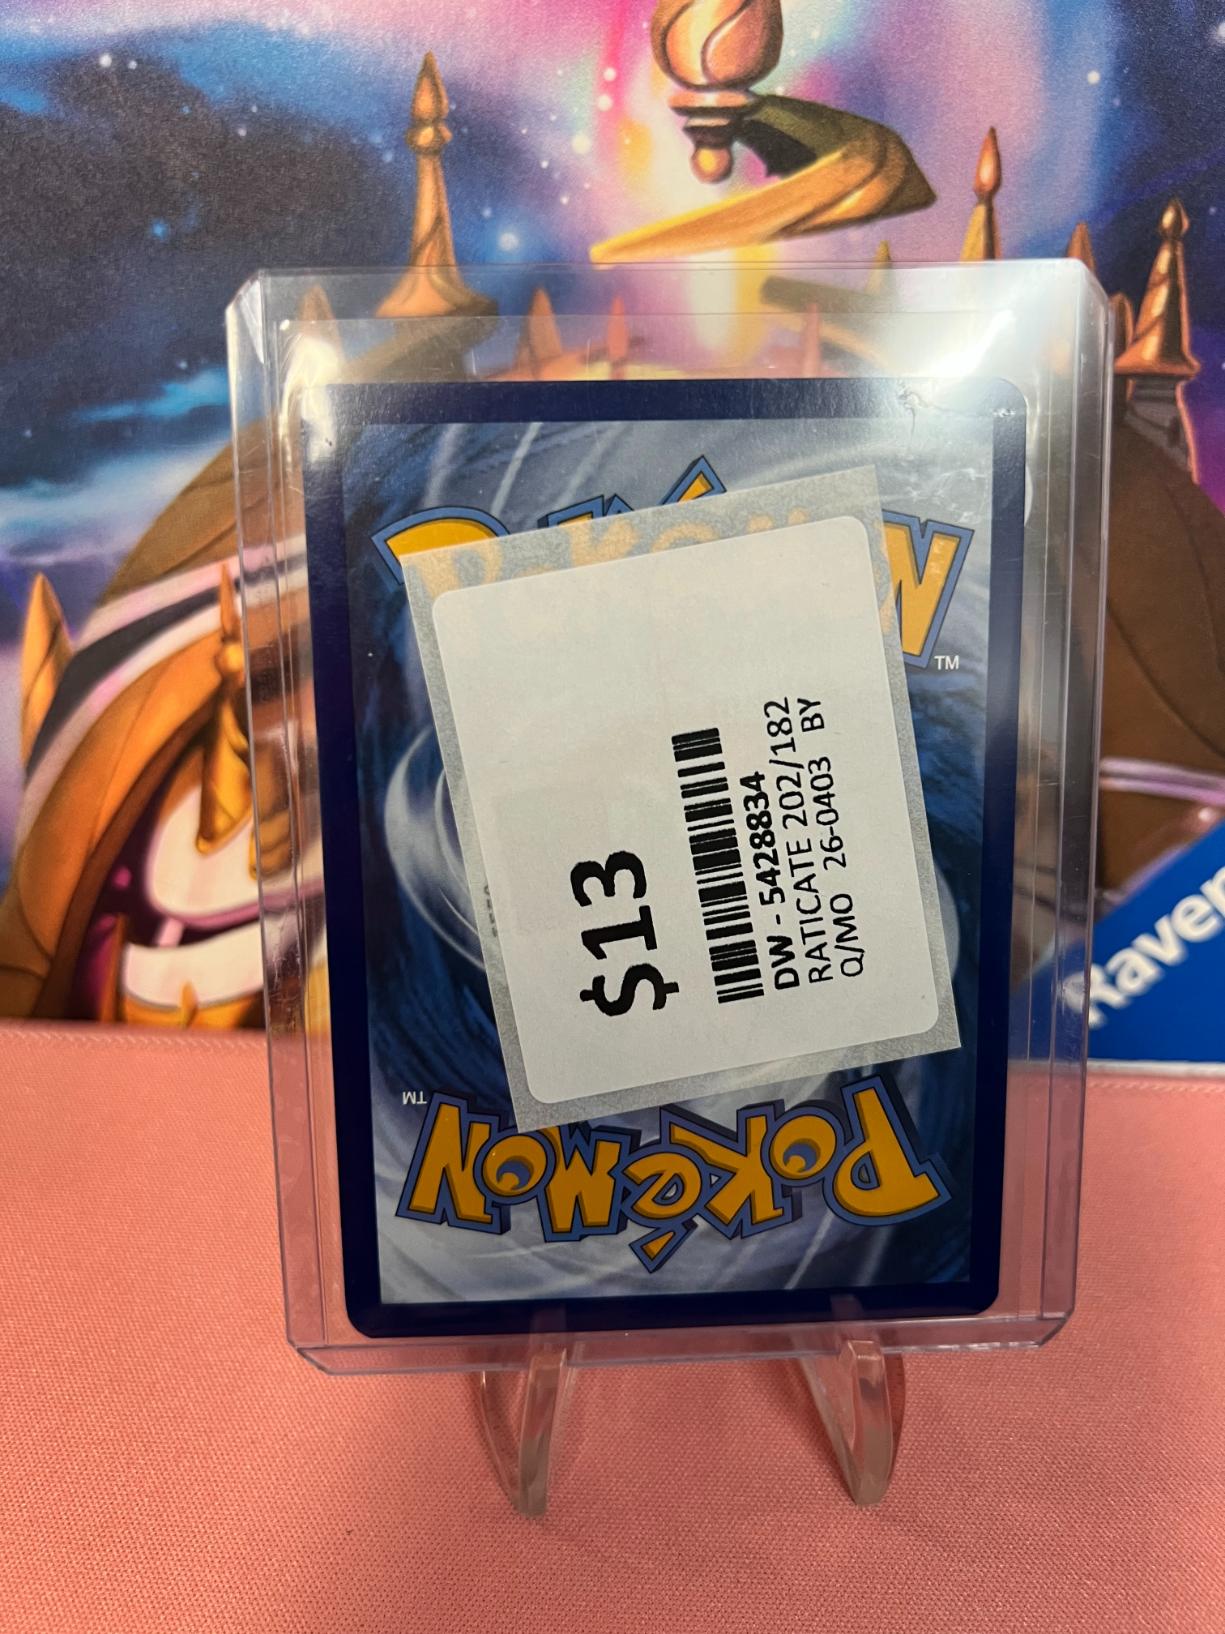 POKéMON
TM
$13
DW - 5428834
RATICATE 202/182
Q/MO 26-0403 BY
POKéMON
TM
Raven